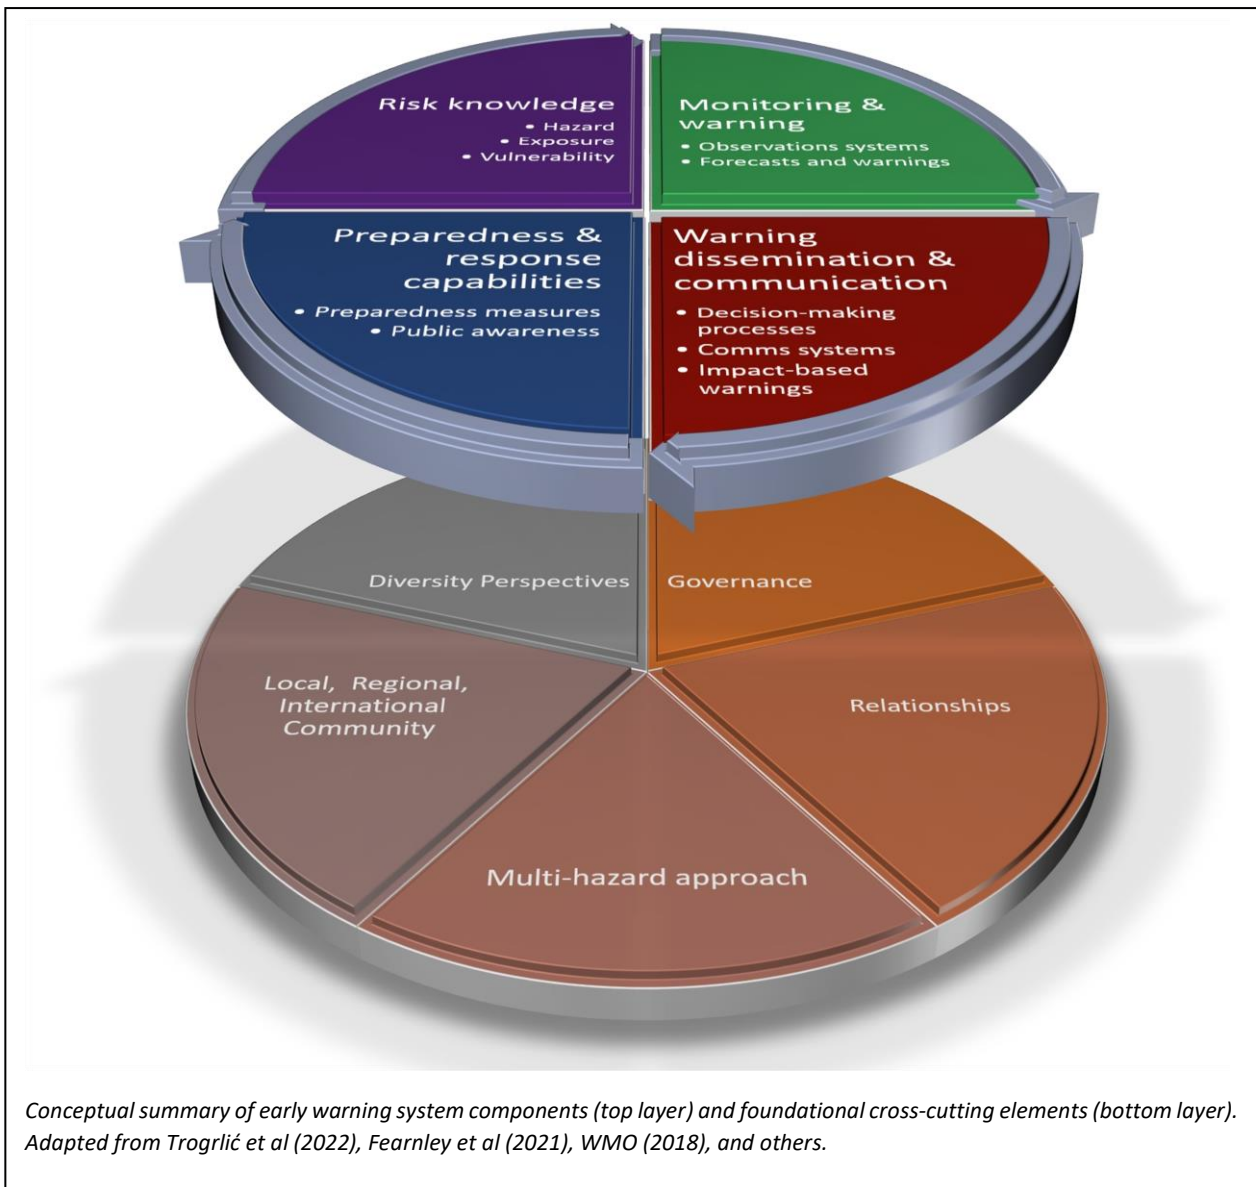 Risk knowledge
• Hazard
• Exposure
• Vulnerability
Monitoring &
warning
• Observations systems
• Forecasts and warnings
Preparedness &
response
capabilities
• Preparedness measures
• Public awareness
Warning
dissemination &
communication
• Decision-making
processes
• Comms systems
• Impact-based
warnings
Diversity Perspectives
Governance
Local, Regional,
International
Community
Relationships
Multi-hazard approach
Conceptual summary of early warning system components (top layer) and foundational cross-cutting elements (bottom layer).
Adapted from Trogrlić et al (2022), Fearnley et al (2021), WMO (2018), and others.